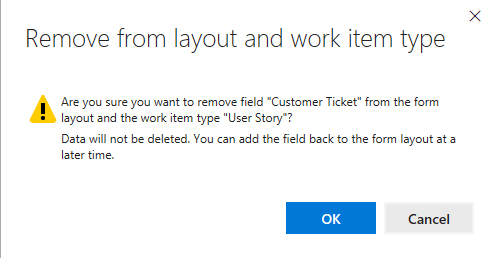 Remove from layout and work item type
Are you sure you want to remove field "Customer Ticket" from the form
layout and the work item type "User Story"?
Data will not be deleted. You can add the field back to the form layout at a
later time.
OK
Cancel